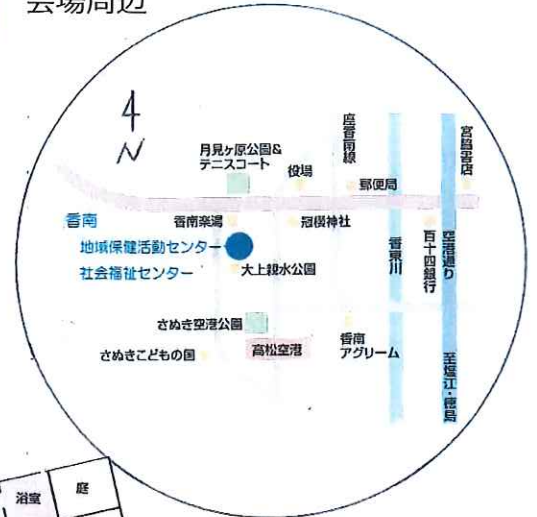 会場周辺
4
N
月見ヶ原公園&
テニスコート
役場
座香南線
郵便局
宮脇書店
香南
地域保健活動センター
社会福祉センター
香南楽湯
冠櫻神社
大上親水公園
香東川
百十四銀行
空港通り
至塩江・徳島
さぬき空港公園
さぬきこどもの国
高松空港
香南
アグリーム
浴室
庭